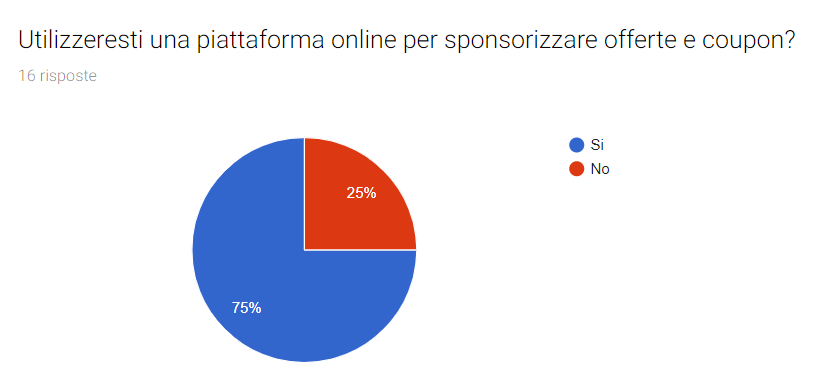 Utilizzeresti una piattaforma online per sponsorizzare offerte e coupon?
16 risposte
Si
No
25%
75%